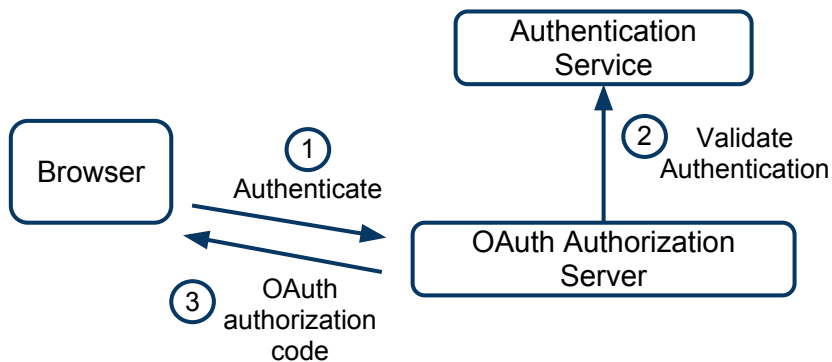 Authentication
Service
Browser
1
Authenticate
2
Validate
Authentication
OAuth Authorization
Server
3
OAuth
authorization
code